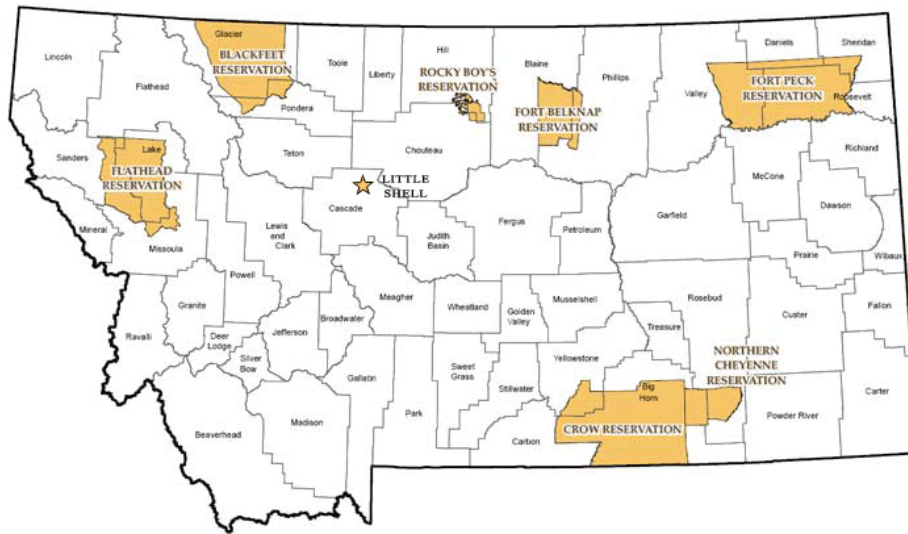 Lincoln
Flathead
Glacier
BLACKFEET
RESERVATION
Toole
Liberty
Hill
ROCKY BOY'S
RESERVATION
Blaine
Phillips
FORT BELKNAP
RESERVATION
Valley
Daniels
Sheridan
FORT PECK
RESERVATION
Roosevelt
Pondera
Teton
Chouteau
Sanders
Lake
FLATHEAD
RESERVATION
LITTLE
SHELL
Cascade
Richland
McCone
Dawson
Garfield
Mineral
Missoula
Lewis
and
Clark
Judith
Basin
Fergus
Petroleum
Prairie
Wibaux
Powell
Granite
Meagher
Wheatland
Golden
Valley
Musselshell
Rosebud
Custer
Fallon
Ravalli
Deer
Lodge
Silver
Bow
Jefferson
Broadwater
Treasure
Yellowstone
NORTHERN
CHEYENNE
RESERVATION
Gallatin
Park
Sweet
Grass
Stillwater
Big
Horn
Powder River
Carter
Beaverhead
Madison
Carbon
CROW RESERVATION